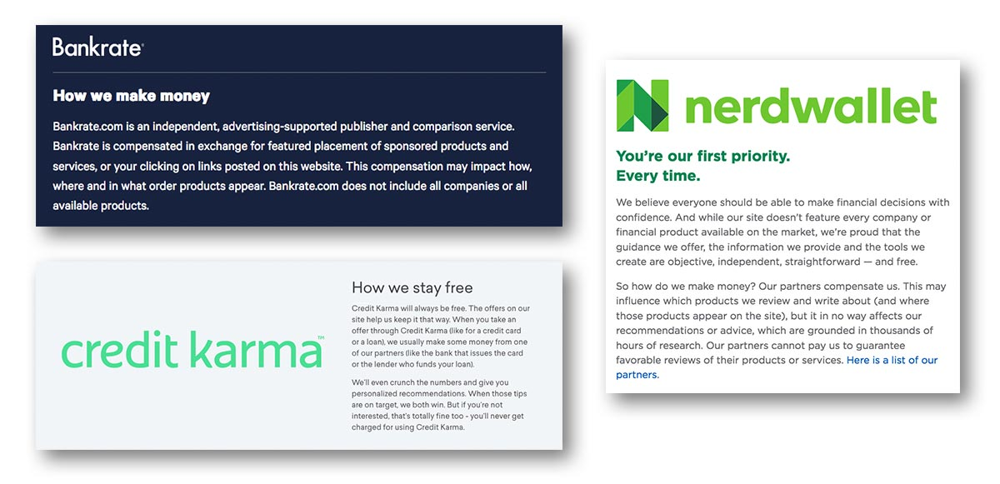 Bankrate®
How we make money
Bankrate.com is an independent, advertising-supported publisher and comparison service.
Bankrate is compensated in exchange for featured placement of sponsored products and
services, or your clicking on links posted on this website. This compensation may impact how,
where and in what order products appear. Bankrate.com does not include all companies or all
available products.
credit karma™
How we stay free
Credit Karma will always be free. The offers on our
site help us keep it that way. When you take an
offer through Credit Karma (like for a credit card
or a loan), we usually make some money from one
of our partners (like the bank that issues the card
or the lender who funds your loan).
We'll even crunch the numbers and give you
personalized recommendations. When those tips
are on target, we both win. But if you're not
interested, that's totally fine too - you'll never get
charged for using Credit Karma.
nerdwallet
You're our first priority.
Every time.
We believe everyone should be able to make financial decisions with
confidence. And while our site doesn't feature every company or
financial product available on the market, we're proud that the
guidance we offer, the information we provide and the tools we
create are objective, independent, straightforward — and free.
So how do we make money? Our partners compensate us. This may
influence which products we review and write about (and where
those products appear on the site), but it in no way affects our
recommendations or advice, which are grounded in thousands of
hours of research. Our partners cannot pay us to guarantee
favorable reviews of their products or services. Here is a list of our
partners.